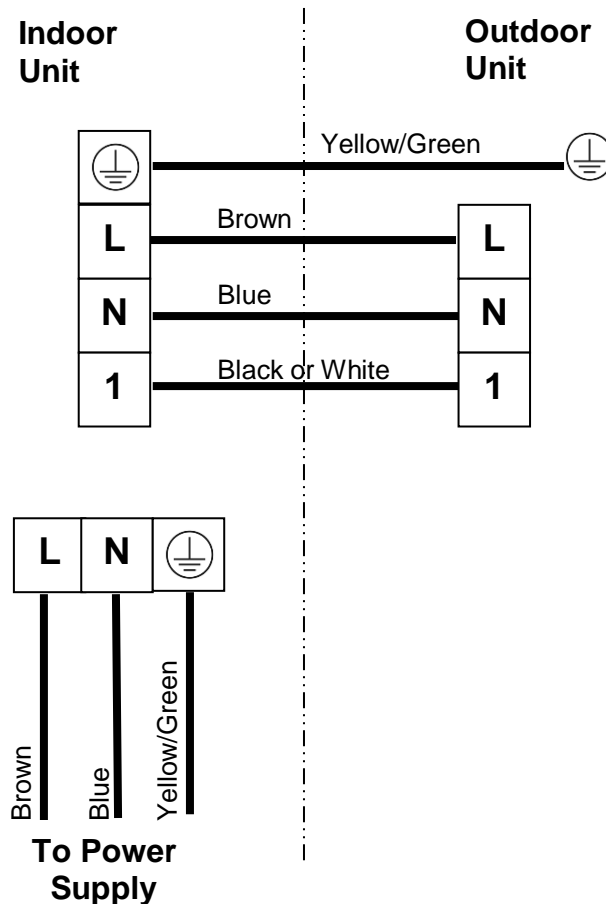 Indoor
Unit
Outdoor
Unit
Yellow/Green
L
Brown
L
N
Blue
N
1
Black or White
1
L N
Brown
Blue
Yellow/Green
To Power
Supply